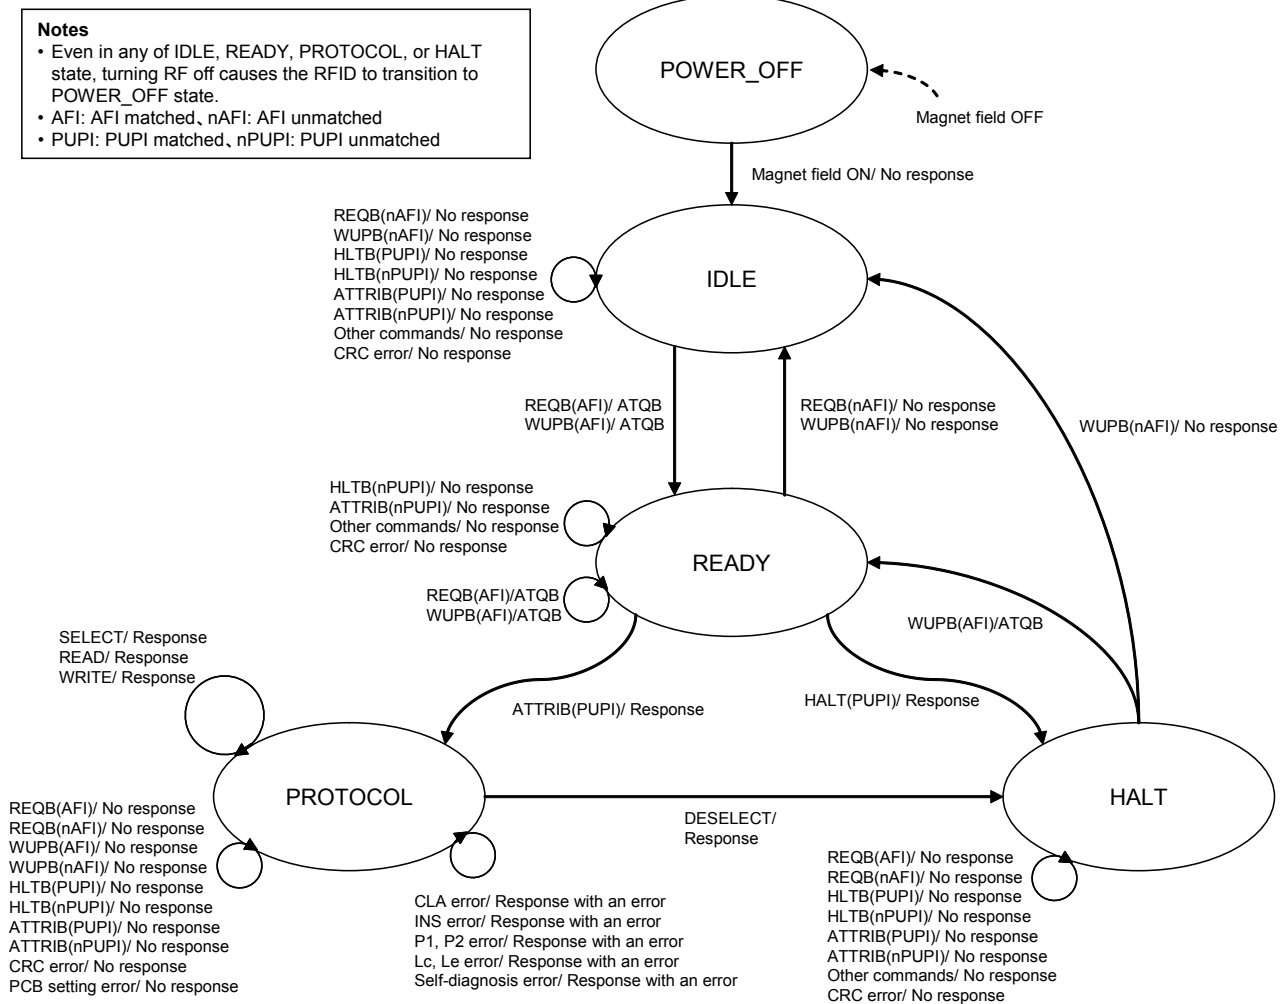 Notes
• Even in any of IDLE, READY, PROTOCOL, or HALT
state, turning RF off causes the RFID to transition to
POWER_OFF state.
• AFI: AFI matched、nAFI: AFI unmatched
• PUPI: PUPI matched、nPUPI: PUPI unmatched
POWER_OFF
Magnet field OFF
Magnet field ON/ No response
REQB(nAFI)/ No response
WUPB(nAFI)/ No response
HLTB(PUPI)/ No response
HLTB(nPUPI)/ No response
ATTRIB(PUPI)/ No response
ATTRIB(nPUPI)/ No response
Other commands/ No response
CRC error/ No response
IDLE
REQB(AFI)/ ATQB
WUPB(AFI)/ ATQB
REQB(nAFI)/ No response
WUPB(nAFI)/ No response
WUPB(nAFI)/ No response
HLTB(nPUPI)/ No response
ATTRIB(nPUPI)/ No response
Other commands/ No response
CRC error/ No response
READY
REQB(AFI)/ATQB
WUPB(AFI)/ATQB
WUPB(AFI)/ATQB
SELECT/ Response
READ/ Response
WRITE/ Response
ATTRIB(PUPI)/ Response
HALT(PUPI)/ Response
PROTOCOL
HALT
DESELECT/
Response
REQB(AFI)/ No response
REQB(nAFI)/ No response
WUPB(AFI)/ No response
WUPB(nAFI)/ No response
HLTB(PUPI)/ No response
HLTB(nPUPI)/ No response
ATTRIB(PUPI)/ No response
ATTRIB(nPUPI)/ No response
CRC error/ No response
PCB setting error/ No response
CLA error/ Response with an error
INS error/ Response with an error
P1, P2 error/ Response with an error
Lc, Le error/ Response with an error
Self-diagnosis error/ Response with an error
REQB(AFI)/ No response
REQB(nAFI)/ No response
HLTB(PUPI)/ No response
HLTB(nPUPI)/ No response
ATTRIB(PUPI)/ No response
ATTRIB(nPUPI)/ No response
Other commands/ No response
CRC error/ No response